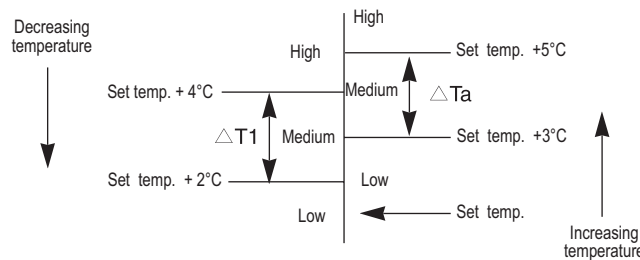 Decreasing
temperature
High
High
Set temp. +5°C
Set temp. + 4°C
Medium
△Ta
△T1
Medium
Set temp. +3°C
Set temp. + 2°C
Low
Low
Set temp.
Increasing
temperature